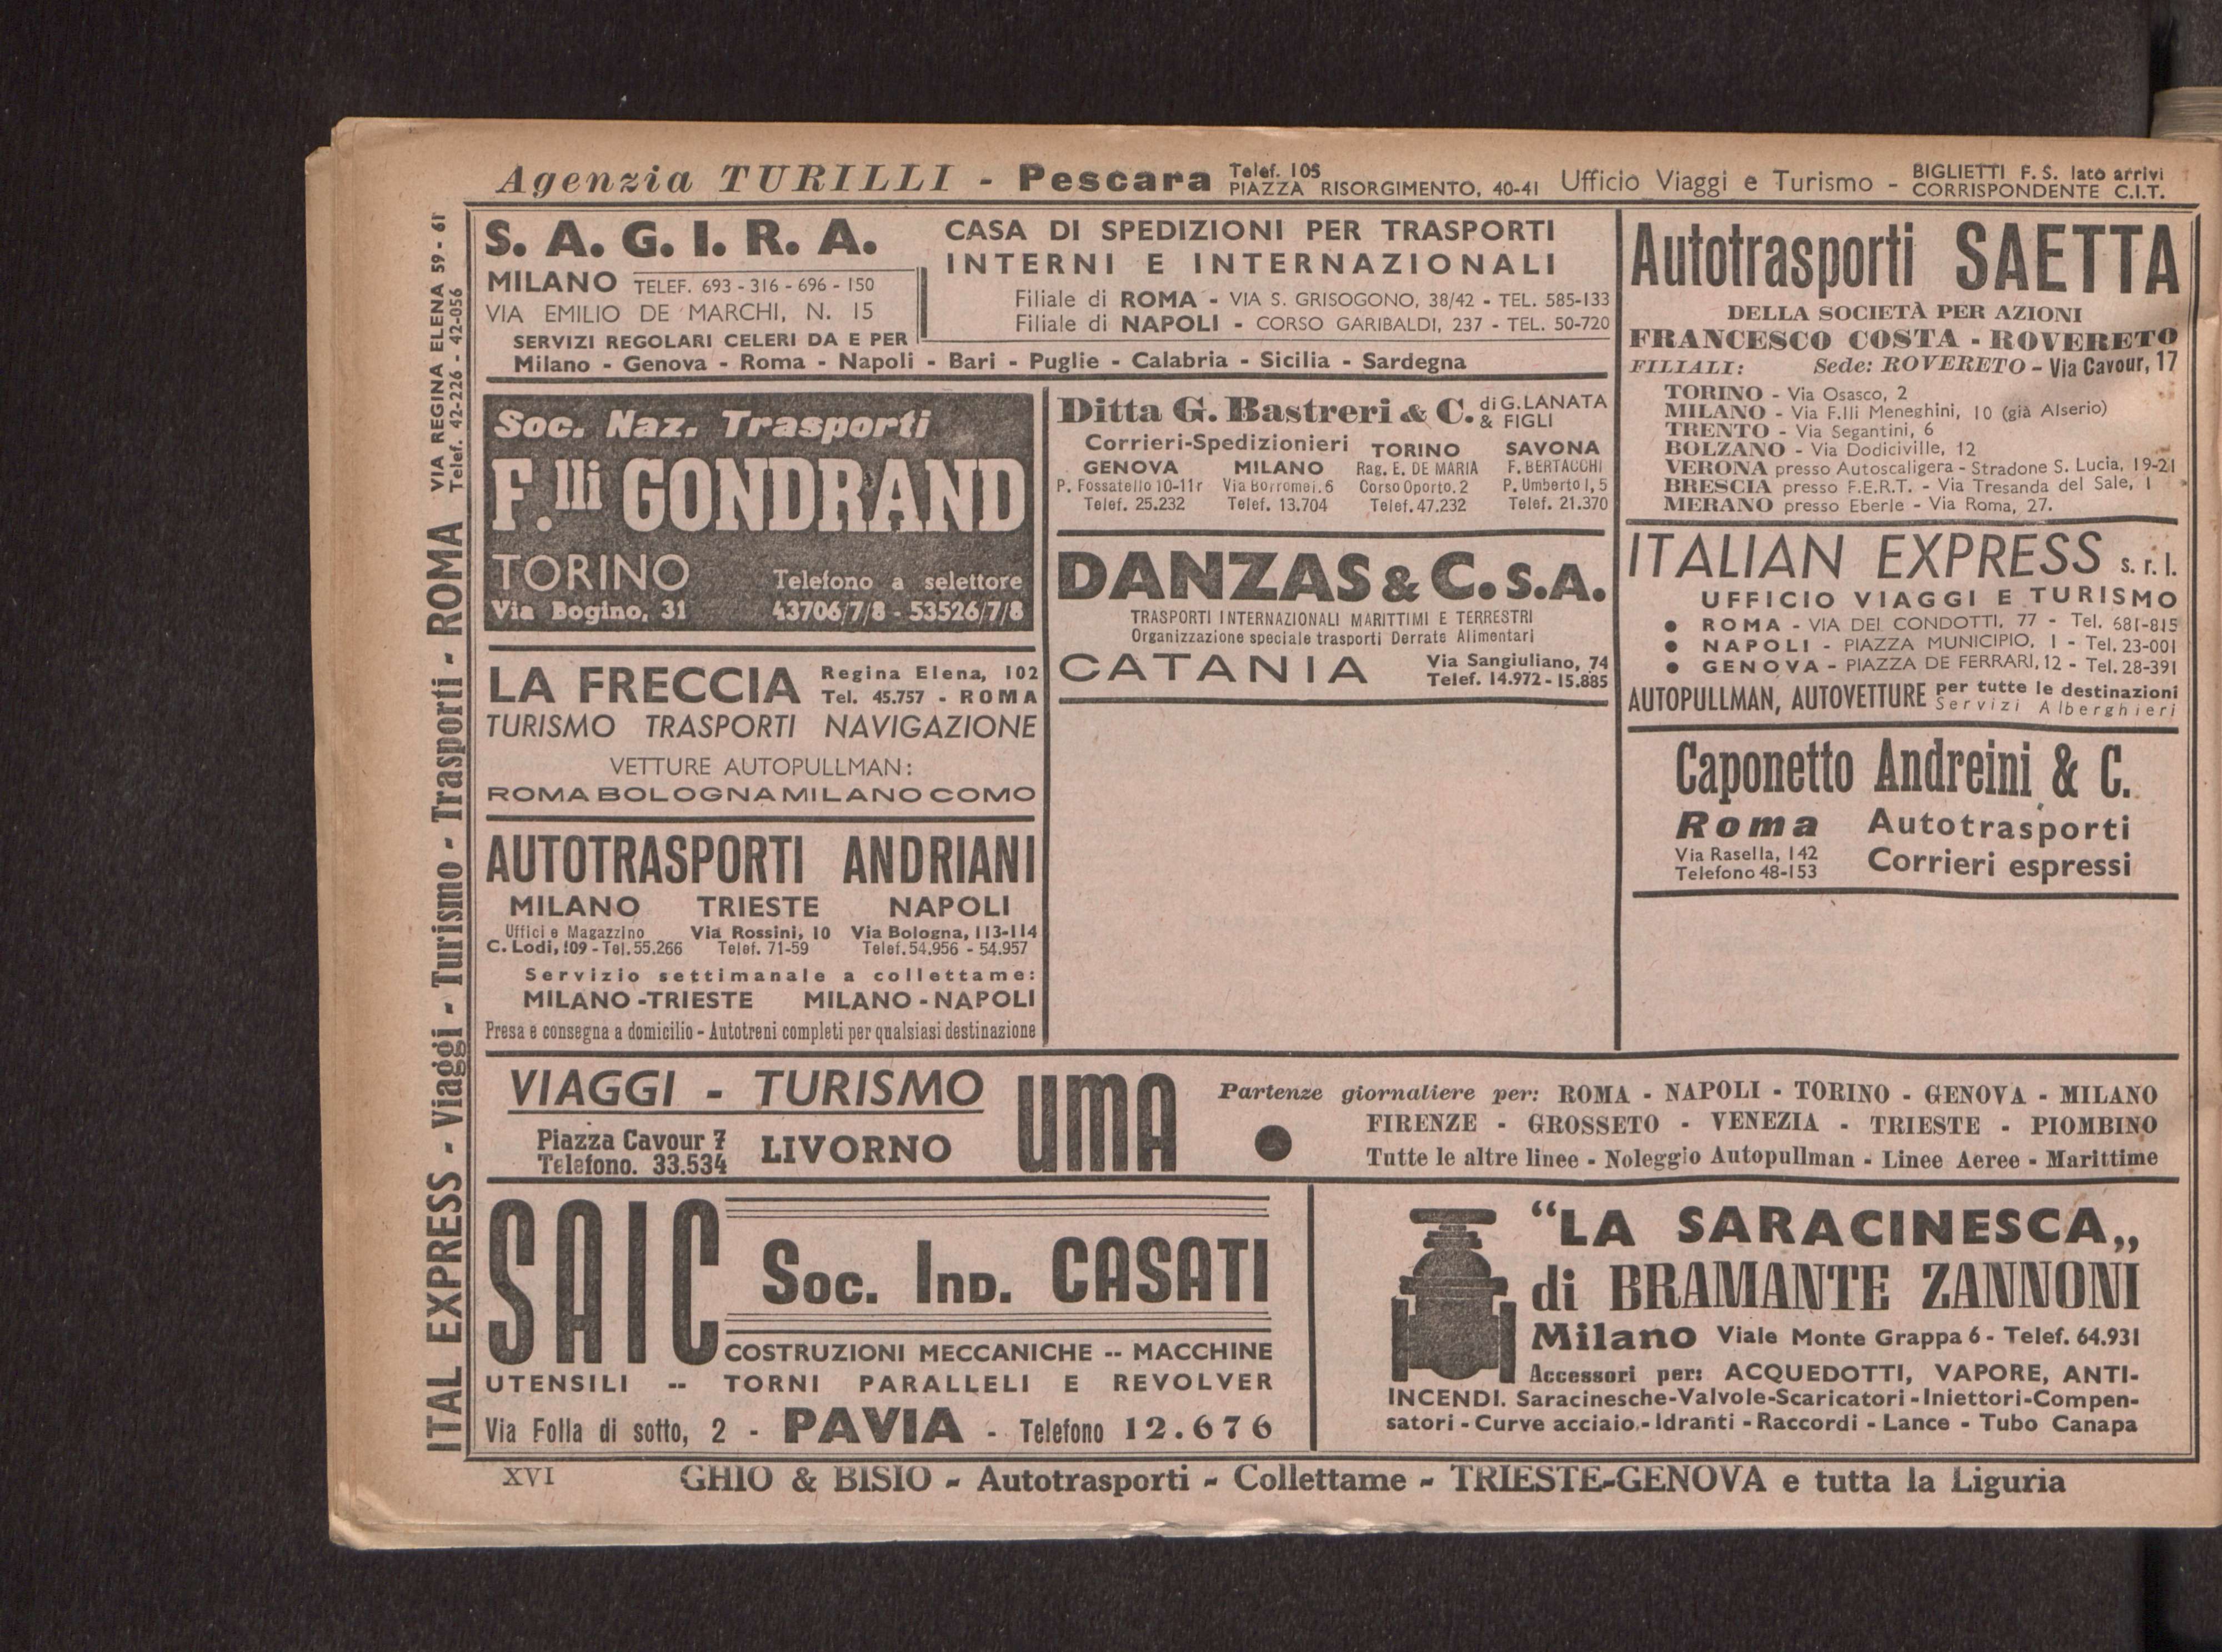 Agenzia TURILLI - Pescara Telef. 105 PIAZZA RISORGIMENTO, 40-41 Ufficio Viaggi e Turismo - BIGLIETTI F. S. lato arrivi CORRISPONDENTE C.I.T.
ITAL EXPRESS - Viaggi - Turismo - Trasporti - ROMA VIA REGINA ELENA 59 - 61 Telef. 42-226 - 42-056
S. A. G. I. R. A.
MILANO TELEF. 693 - 316 - 696 - 150
VIA EMILIO DE MARCHI, N. 15
CASA DI SPEDIZIONI PER TRASPORTI
INTERNI E INTERNAZIONALI
Filiale di ROMA - VIA S. GRISOGONO, 38/42 - TEL. 585-133
Filiale di NAPOLI - CORSO GARIBALDI, 237 - TEL. 50-720
SERVIZI REGOLARI CELERI DA E PER
Milano - Genova - Roma - Napoli - Bari - Puglie - Calabria - Sicilia - Sardegna
Soc. Naz. Trasporti
F.lli GONDRAND
TORINO Telefono a selettore
Via Bogino, 31 43706/7/8 - 53526/7/8
LA FRECCIA Regina Elena, 102
Tel. 45.757 - ROMA
TURISMO TRASPORTI NAVIGAZIONE
VETTURE AUTOPULLMAN:
ROMA BOLOGNA MILANO COMO
AUTOTRASPORTI ANDRIANI
MILANO TRIESTE NAPOLI
Uffici e Magazzino Via Rossini, 10 Via Bologna, 113-114
C. Lodi, 109 - Tel. 55.266 Telef. 71-59 Telef. 54.956 - 54.957
Servizio settimanale a collettame:
MILANO - TRIESTE MILANO - NAPOLI
Presa e consegna a domicilio - Autotreni completi per qualsiasi destinazione
Ditta G. Bastreri & C. di G. LANATA & FIGLI
Corrieri-Spedizionieri TORINO SAVONA
GENOVA MILANO Rag. E. DE MARIA F. BERTACCHI
P. Fossatello 10-11r Via Borromei, 6 Corso Oporto, 2 P. Umberto I, 5
Telef. 25.232 Telef. 13.704 Telef. 47.232 Telef. 21.370
DANZAS & C. S.A.
TRASPORTI INTERNAZIONALI MARITTIMI E TERRESTRI
Organizzazione speciale trasporti Derrate Alimentari
CATANIA Via Sangiuliano, 74
Telef. 14.972 - 15.885
Autotrasporti SAETTA
DELLA SOCIETÀ PER AZIONI
FRANCESCO COSTA - ROVERETO
FILIALI: Sede: ROVERETO - Via Cavour, 17
TORINO - Via Osasco, 2
MILANO - Via F.lli Meneghini, 10 (già Alserio)
TRENTO - Via Segantini, 6
BOLZANO - Via Dodiciville, 12
VERONA presso Autoscaligera - Stradone S. Lucia, 19-21
BRESCIA presso F.E.R.T. - Via Tresanda del Sale, 1
MERANO presso Eberle - Via Roma, 27.
ITALIAN EXPRESS s. r. l.
UFFICIO VIAGGI E TURISMO
● ROMA - VIA DEI CONDOTTI, 77 - Tel. 681-815
● NAPOLI - PIAZZA MUNICIPIO, 1 - Tel. 23-001
● GENOVA - PIAZZA DE FERRARI, 12 - Tel. 28-391
AUTOPULLMAN, AUTOVETTURE per tutte le destinazioni
Servizi Alberghieri
Caponetto Andreini & C.
Roma Autotrasporti
Via Rasella, 142
Telefono 48-153 Corrieri espressi
VIAGGI - TURISMO
Piazza Cavour 7
Telefono. 33.534 LIVORNO
UMA
Partenze giornaliere per: ROMA - NAPOLI - TORINO - GENOVA - MILANO
FIRENZE - GROSSETO - VENEZIA - TRIESTE - PIOMBINO
Tutte le altre linee - Noleggio Autopullman - Linee Aeree - Marittime
SAIC Soc. Ind. CASATI
COSTRUZIONI MECCANICHE -- MACCHINE
UTENSILI -- TORNI PARALLELI E REVOLVER
Via Folla di sotto, 2 - PAVIA - Telefono 12.676
“LA SARACINESCA„
di BRAMANTE ZANNONI
Milano Viale Monte Grappa 6 - Telef. 64.931
Accessori per: ACQUEDOTTI, VAPORE, ANTI-
INCENDI. Saracinesche-Valvole-Scaricatori-Iniettori-Compen-
satori - Curve acciaio - Idranti - Raccordi - Lance - Tubo Canapa
XVI GHIO & BISIO - Autotrasporti - Collettame - TRIESTE-GENOVA e tutta la Liguria